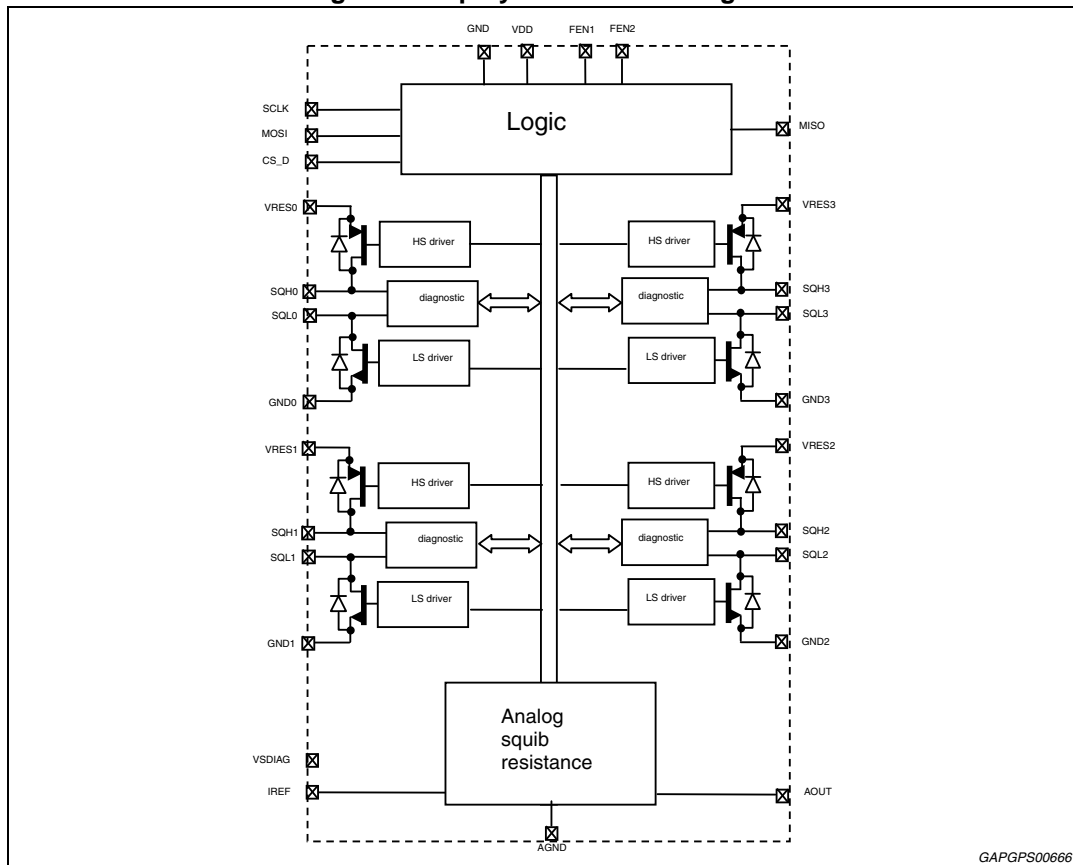 GND VDD FEN1 FEN2
SCLK
MOSI
CS_D
Logic
MISO
VRES0
HS driver
HS driver
VRES3
SQH0
diagnostic
diagnostic
SQH3
SQL0
SQL3
LS driver
LS driver
GND0
GND3
VRES1
HS driver
HS driver
VRES2
SQH1
diagnostic
diagnostic
SQH2
SQL1
SQL2
LS driver
LS driver
GND1
GND2
Analog
squib
resistance
VSDIAG
IREF
AOUT
AGND
GAPGPS00666